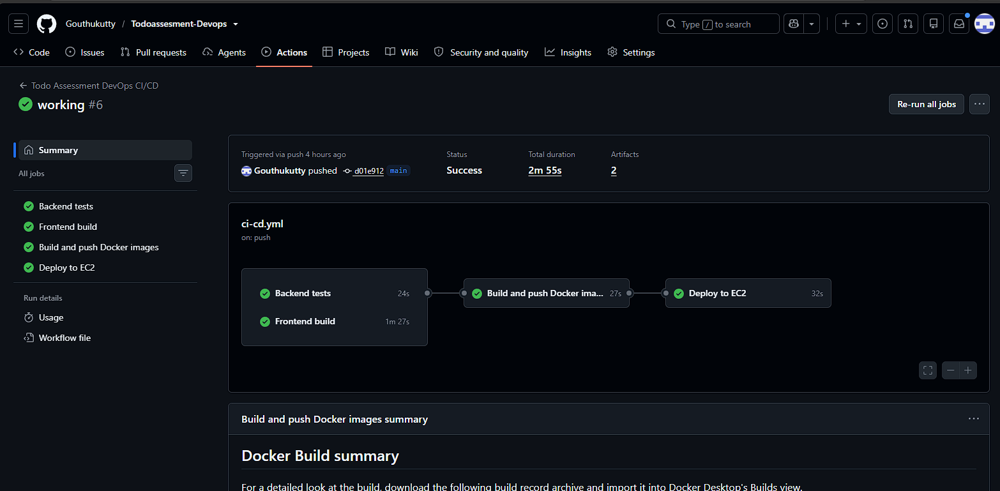 Gouthukutty / Todoassesment-Devops
Type / to search
Code Issues Pull requests Agents Actions Projects Wiki Security and quality Insights Settings
Todo Assessment DevOps CI/CD
working #6
Re-run all jobs
Summary
All jobs
Backend tests
Frontend build
Build and push Docker images
Deploy to EC2
Run details
Usage
Workflow file
Triggered via push 4 hours ago
Gouthukutty pushed d01e912 main
Status
Success
Total duration
2m 55s
Artifacts
2
ci-cd.yml
on: push
Backend tests 24s
Frontend build 1m 27s
Build and push Docker ima... 27s
Deploy to EC2 32s
Build and push Docker images summary
Docker Build summary
For a detailed look at the build, download the following build record archive and import it into Docker Desktop's Builds view.